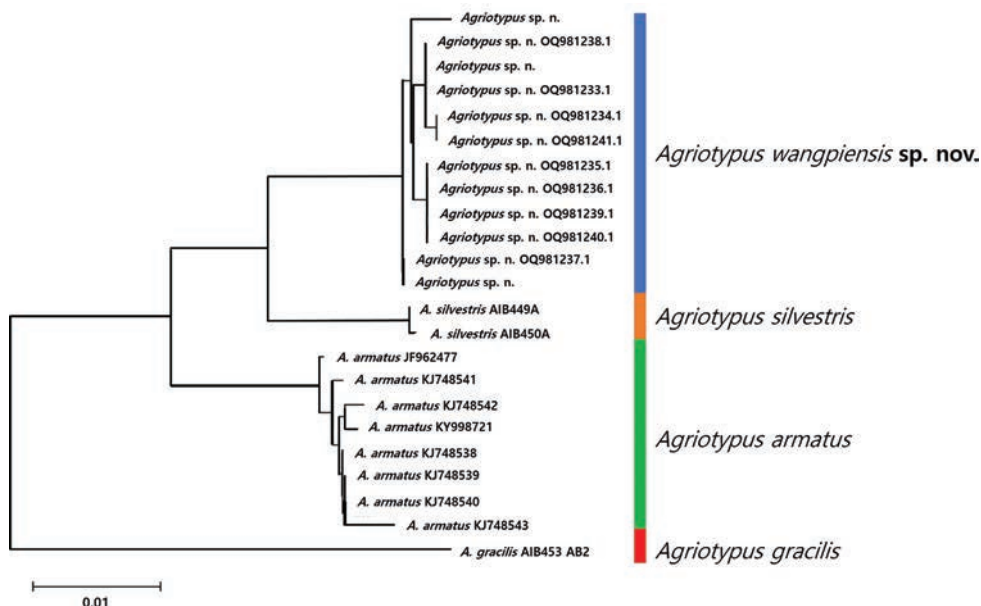 Agriotypus sp. n.
Agriotypus sp. n. OQ981238.1
Agriotypus sp. n.
Agriotypus sp. n. OQ981233.1
Agriotypus sp. n. OQ981234.1
Agriotypus sp. n. OQ981241.1
Agriotypus sp. n. OQ981235.1
Agriotypus sp. n. OQ981236.1
Agriotypus sp. n. OQ981239.1
Agriotypus sp. n. OQ981240.1
Agriotypus sp. n. OQ981237.1
Agriotypus sp. n.
Agriotypus wangpiensis sp. nov.
A. silvestris AIB449A
A. silvestris AIB450A
Agriotypus silvestris
A. armatus JF962477
A. armatus KJ748541
A. armatus KJ748542
A. armatus KY998721
A. armatus KJ748538
A. armatus KJ748539
A. armatus KJ748540
A. armatus KJ748543
Agriotypus armatus
A. gracilis AIB453 AB2
Agriotypus gracilis
0.01